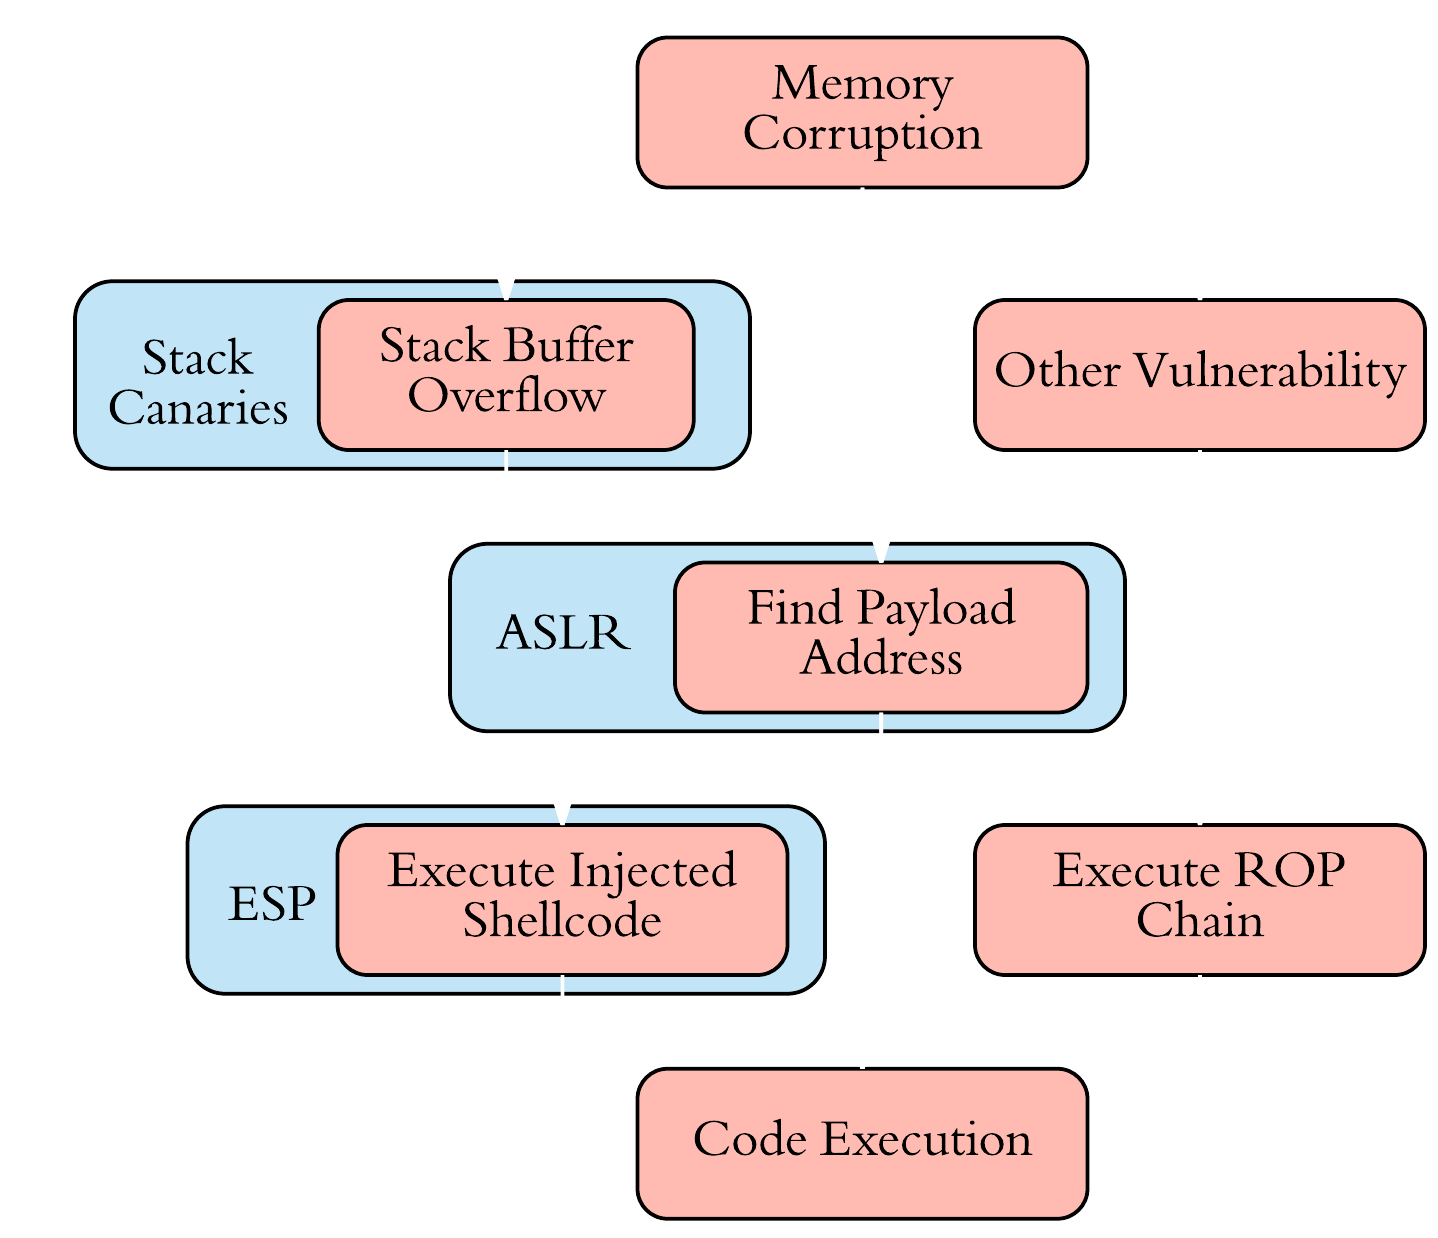 Memory
Corruption
Stack
Canaries
Stack Buffer
Overflow
Other Vulnerability
ASLR
Find Payload
Address
ESP
Execute Injected
Shellcode
Execute ROP
Chain
Code Execution